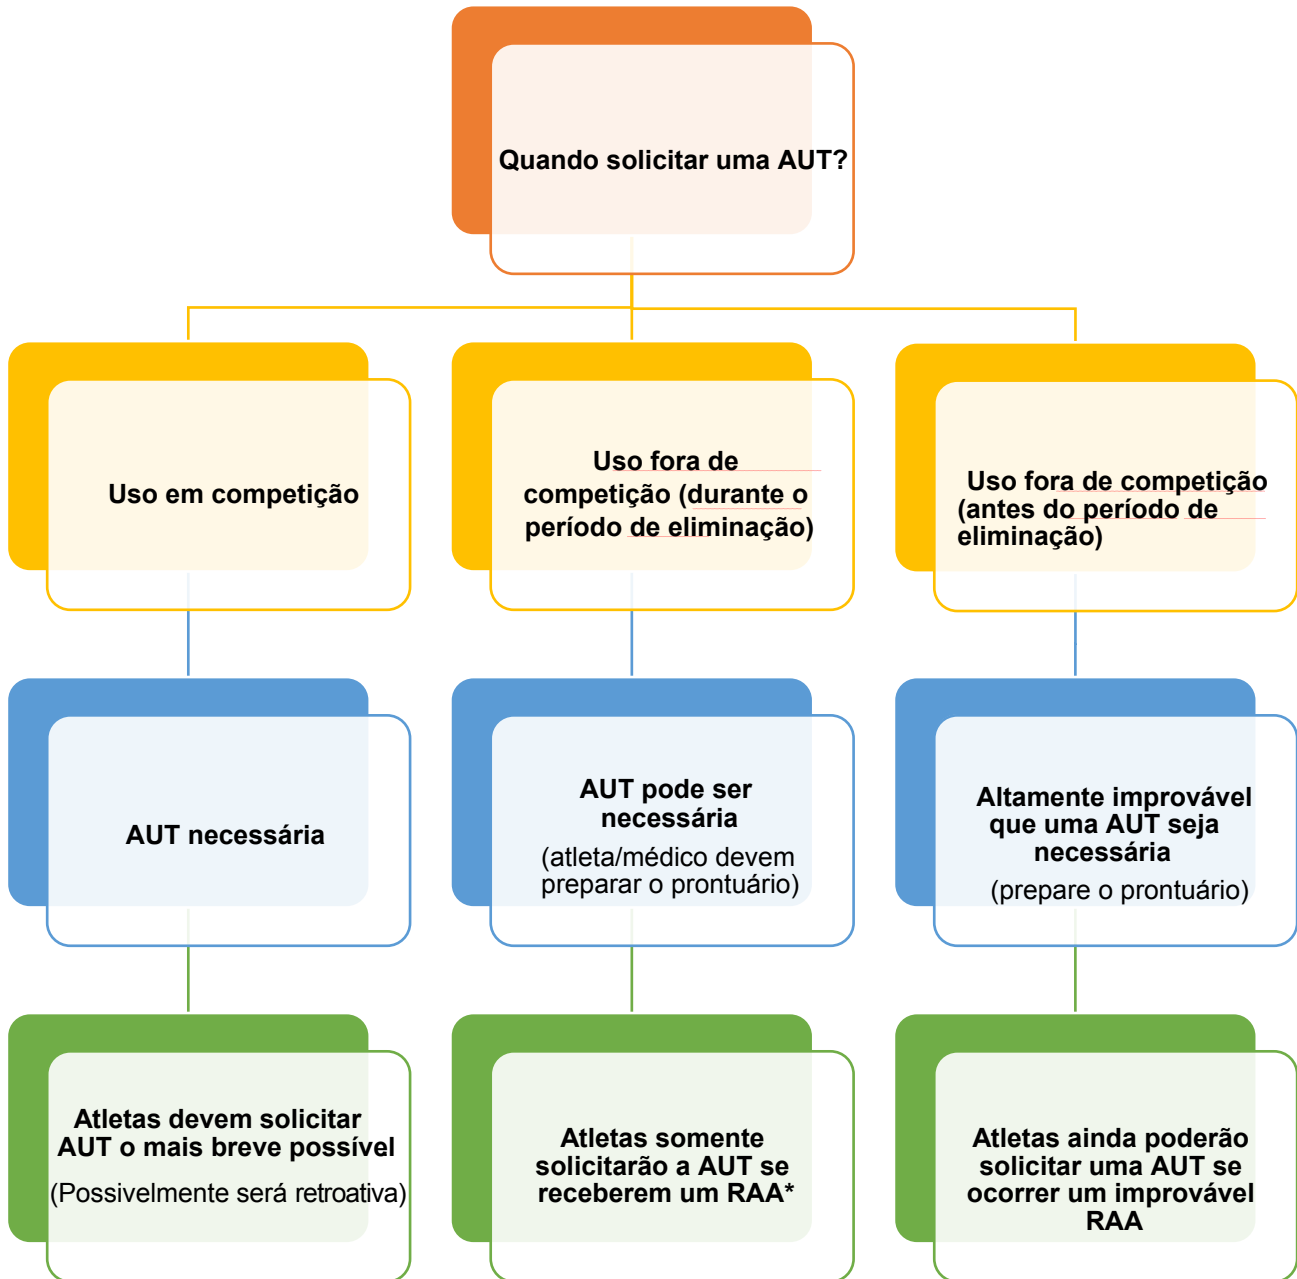 Quando solicitar uma AUT?
Uso em competição
Uso fora de
competição (durante o
período de eliminação)
Uso fora de competição
(antes do período de
eliminação)
AUT necessária
AUT pode ser
necessária
(atleta/médico devem
preparar o prontuário)
Altamente improvável
que uma AUT seja
necessária
(prepare o prontuário)
Atletas devem solicitar
AUT o mais breve possível
(Possivelmente será retroativa)
Atletas somente
solicitarão a AUT se
receberem um RAA*
Atletas ainda poderão
solicitar uma AUT se
ocorrer um improvável
RAA